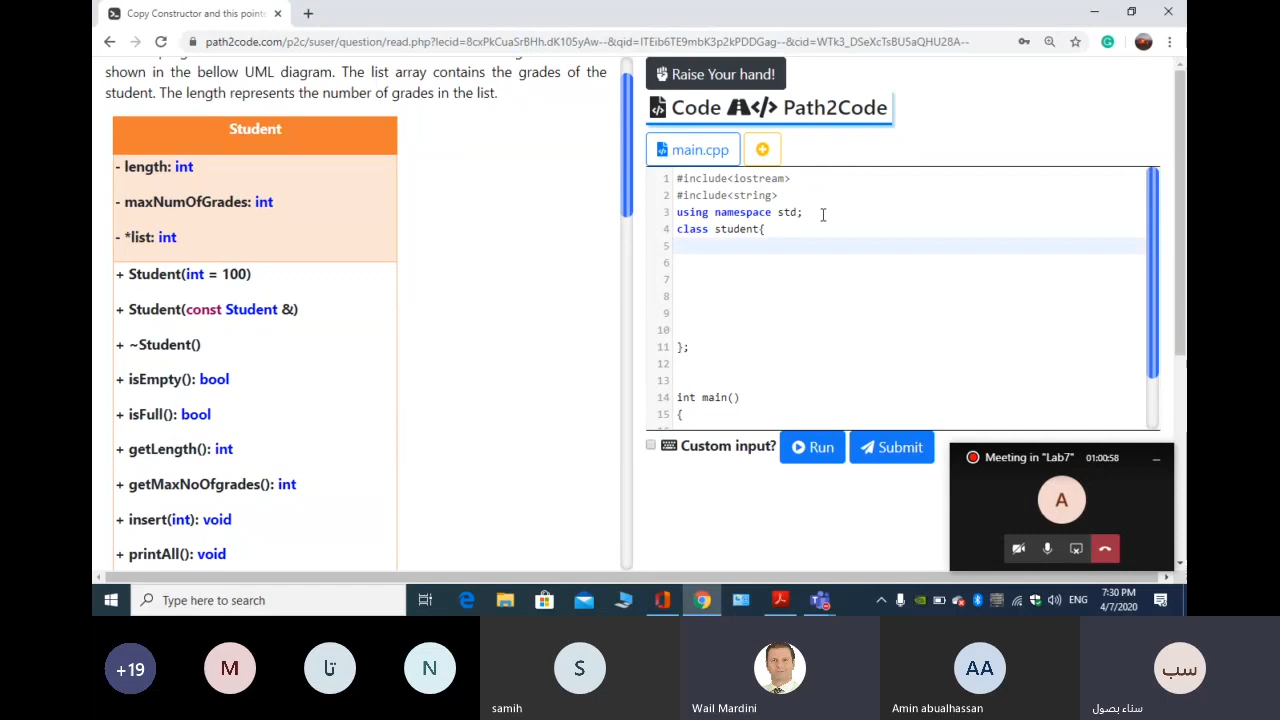 Copy Constructor and this point
path2code.com/p2c/suser/question/read.php?lecid=8cxPkCuaSrBHh.dK105yAw--&qid=ITEib6TE9mbK3p2kPDDGag--&cid=WTk3_DSeXcTsBU5aQHU28A--
shown in the bellow UML diagram. The list array contains the grades of the
student. The length represents the number of grades in the list.
Student
- length: int
- maxNumOfGrades: int
- *list: int
+ Student(int = 100)
+ Student(const Student &)
+ ~Student()
+ isEmpty(): bool
+ isFull(): bool
+ getLength(): int
+ getMaxNoOfgrades(): int
+ insert(int): void
+ printAll(): void
Raise Your hand!
Code </> Path2Code
main.cpp
1 #include<iostream>
2 #include<string>
3 using namespace std;
4 class student{
5
6
7
8
9
10
11 };
12
13
14 int main()
15 {
Custom input? Run Submit
Meeting in "Lab7" 01:00:58
A
Type here to search
ENG
7:30 PM
4/7/2020
+19 M تا N S AA سب
samih Wail Mardini Amin abualhassan سناء بصول